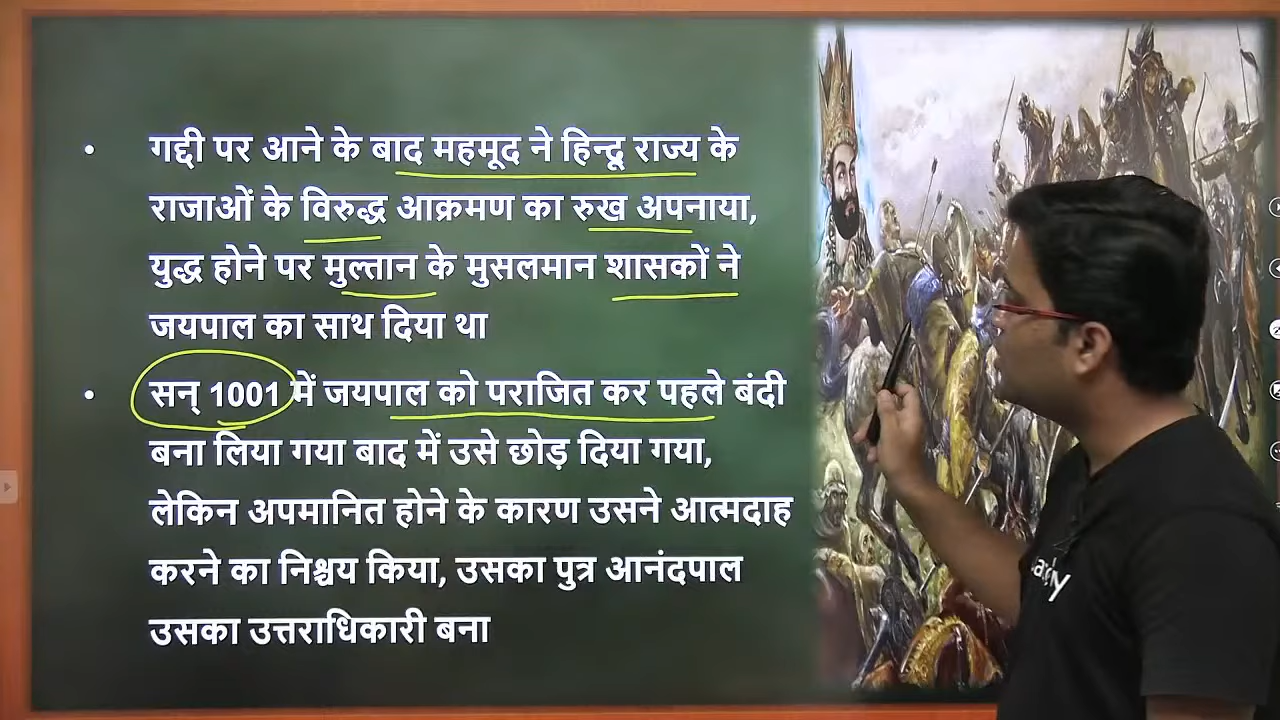 • गद्दी पर आने के बाद महमूद ने हिन्दू राज्य के
राजाओं के विरुद्ध आक्रमण का रुख अपनाया,
युद्ध होने पर मुल्तान के मुसलमान शासकों ने
जयपाल का साथ दिया था
• सन् 1001 में जयपाल को पराजित कर पहले बंदी
बना लिया गया बाद में उसे छोड़ दिया गया,
लेकिन अपमानित होने के कारण उसने आत्मदाह
करने का निश्चय किया, उसका पुत्र आनंदपाल
उसका उत्तराधिकारी बना